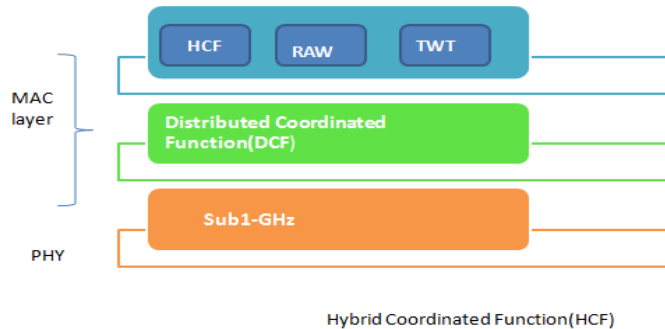 HCF RAW TWT
MAC
layer
Distributed Coordinated
Function(DCF)
Sub1-GHz
PHY
Hybrid Coordinated Function(HCF)